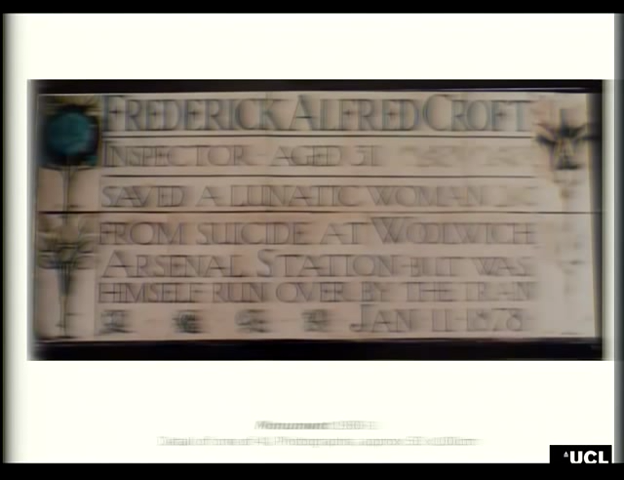 FREDERICK ALFRED CROFT
INSPECTOR AGED 31
SAVED A LUNATIC WOMAN
FROM SUICIDE AT WOOLWICH
ARSENAL STATION BUT WAS
HIMSELF RUN OVER BY THE TRAIN
JAN 11 1878
Monument
UCL